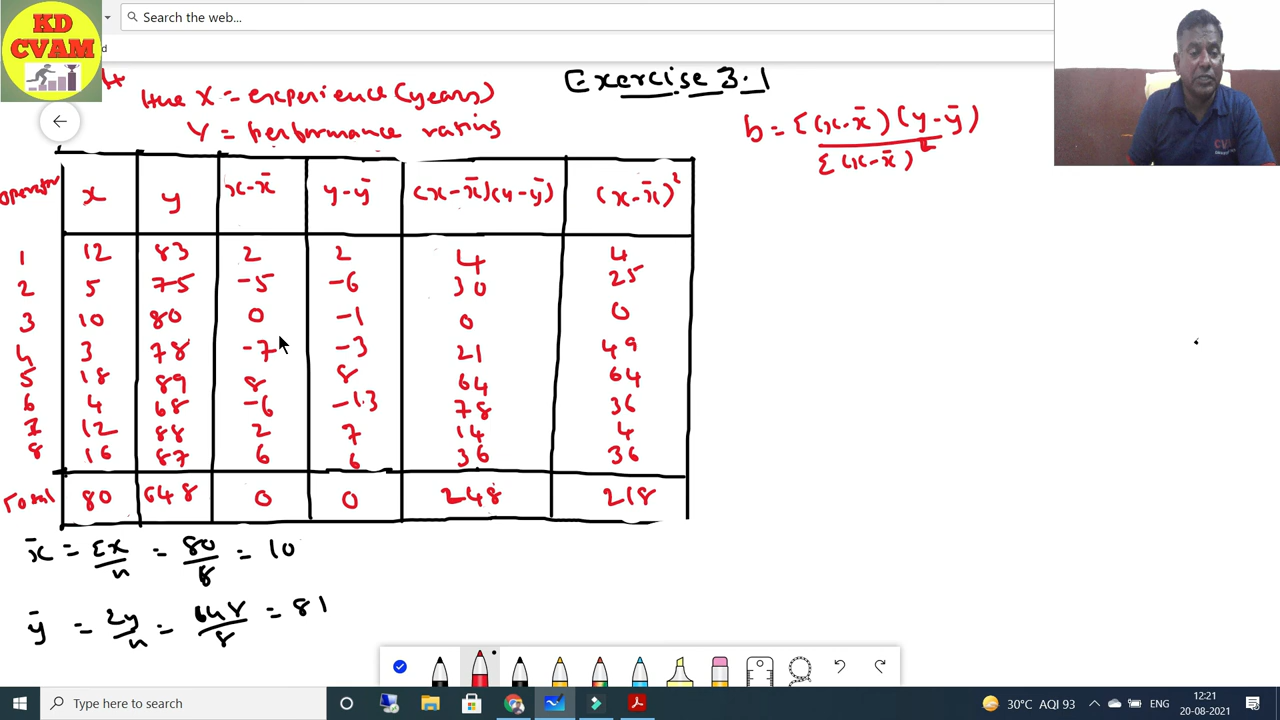 KD
CVAM
Search the web...
d
4
Exercise 3.1
Here X = experience (years)
Y = performance rating
b = Σ(x-x̄)(y-ȳ)
Σ(x-x̄)²
operator x y x-x̄ y-ȳ (x-x̄)(y-ȳ) (x-x̄)²
1 12 83 2 2 4 4
2 5 75 -5 -6 30 25
3 10 80 0 -1 0 0
4 3 78 -7 -3 21 49
5 18 89 8 8 64 64
6 4 68 -6 -13 78 36
7 12 88 2 7 14 4
8 16 87 6 6 36 36
Total 80 648 0 0 248 218
x̄ = Σx/n = 80/8 = 10
ȳ = Σy/n = 648/8 = 81
Type here to search
30°C AQI 93
ENG
12:21
20-08-2021